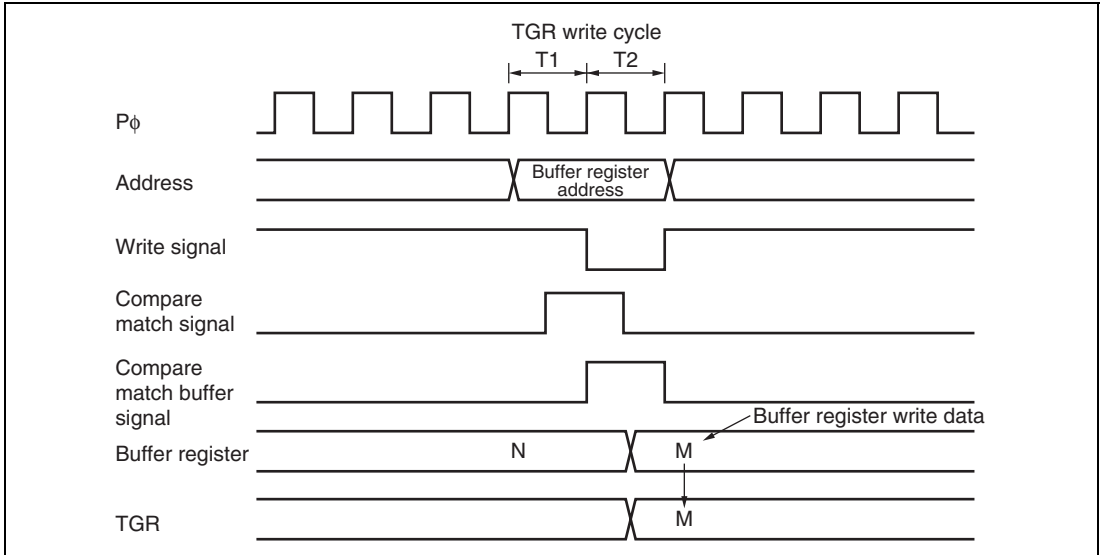 TGR write cycle
T1 T2
Pϕ
Address
Buffer register
address
Write signal
Compare
match signal
Compare
match buffer
signal
Buffer register write data
Buffer register
N M
TGR
M